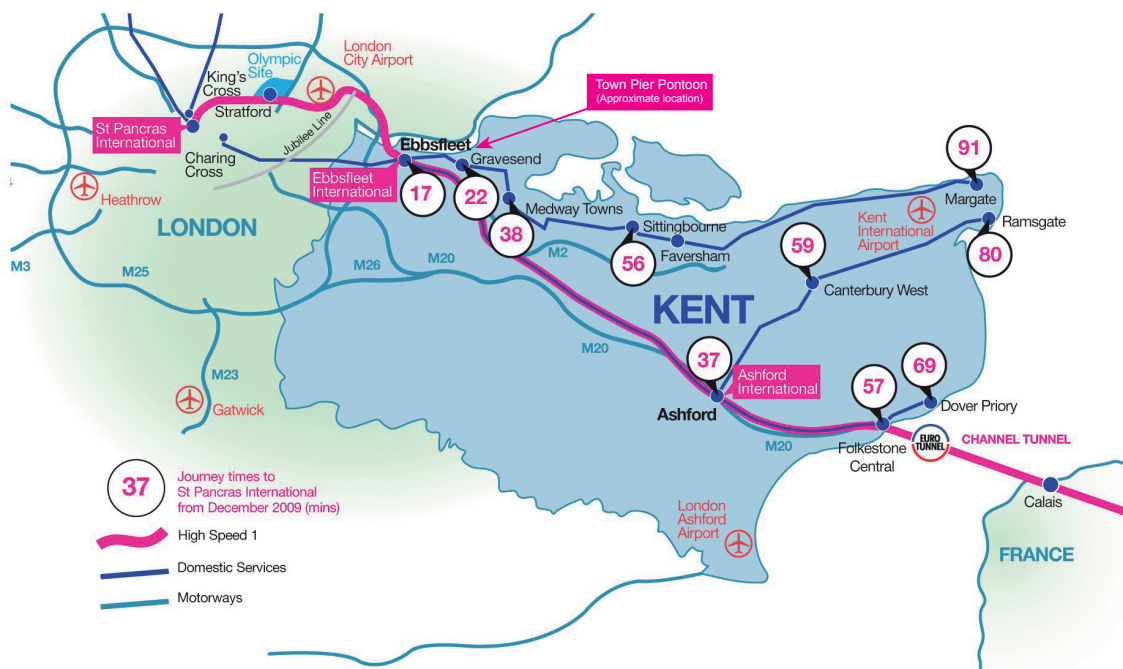 London
City Airport
Olympic
Site
King's
Cross
Stratford
St Pancras
International
Jubilee Line
Charing
Cross
Town Pier Pontoon
(Approximate location)
Ebbsfleet
Gravesend
Ebbsfleet
International
17
22
Medway Towns
38
Sittingbourne
56
Faversham
91
Margate
Kent
International
Airport
Ramsgate
80
59
Canterbury West
Heathrow
LONDON
M3
M25
M26
M20
M2
KENT
M20
M23
Gatwick
37
Ashford
International
Ashford
57
69
Dover Priory
M20
Folkestone
Central
EURO
TUNNEL
CHANNEL TUNNEL
Calais
FRANCE
London
Ashford
Airport
37
Journey times to
St Pancras International
from December 2009 (mins)
High Speed 1
Domestic Services
Motorways